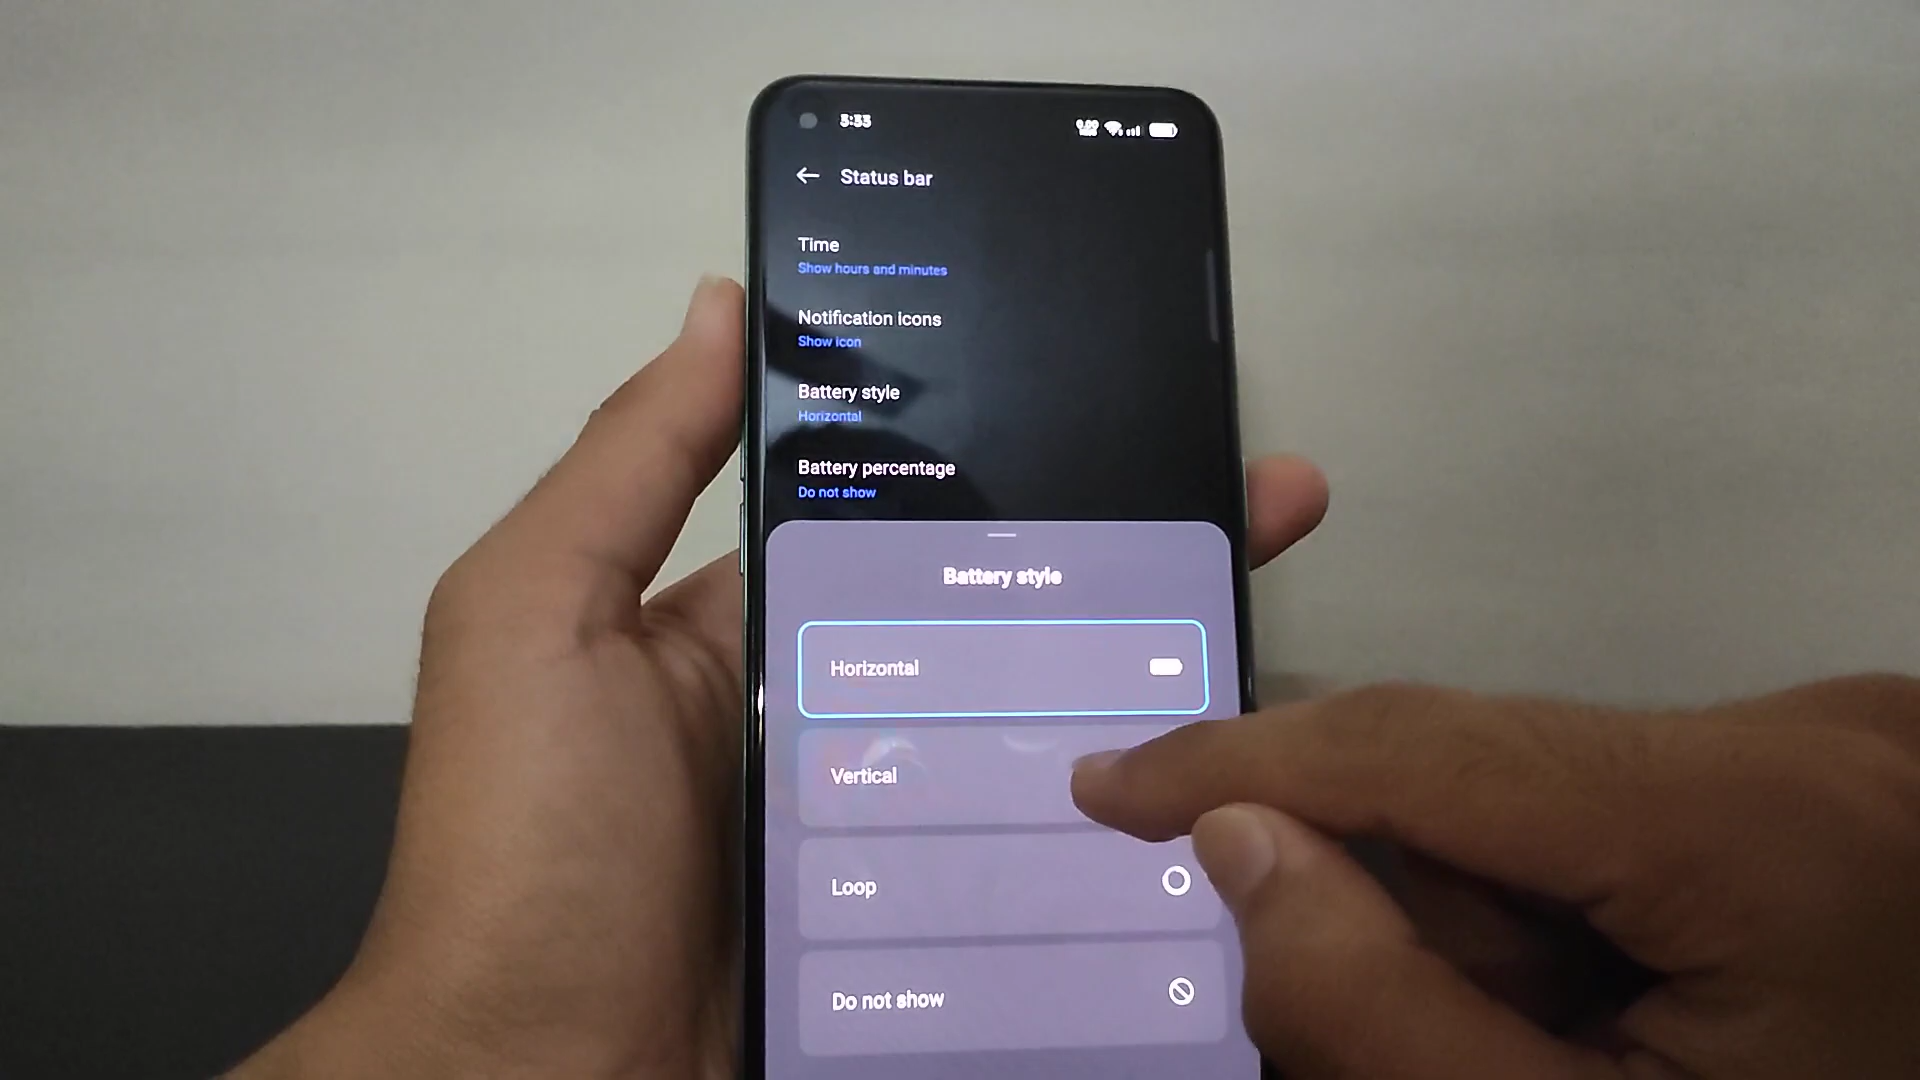 3:33
Status bar
Time
Show hours and minutes
Notification icons
Show icon
Battery style
Horizontal
Battery percentage
Do not show
Battery style
Horizontal
Vertical
Loop
Do not show